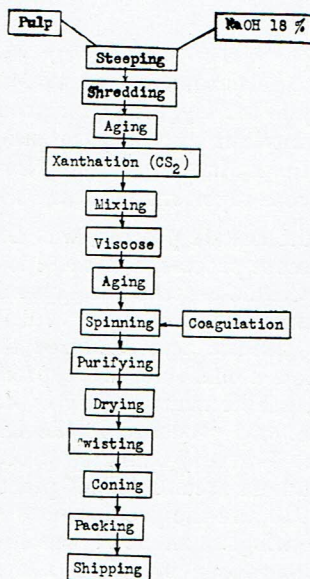 Pulp
NaOH 18 %
Steeping
Shredding
Aging
Xanthation (CS2)
Mixing
Viscose
Aging
Spinning
Coagulation
Purifying
Drying
Twisting
Coning
Packing
Shipping